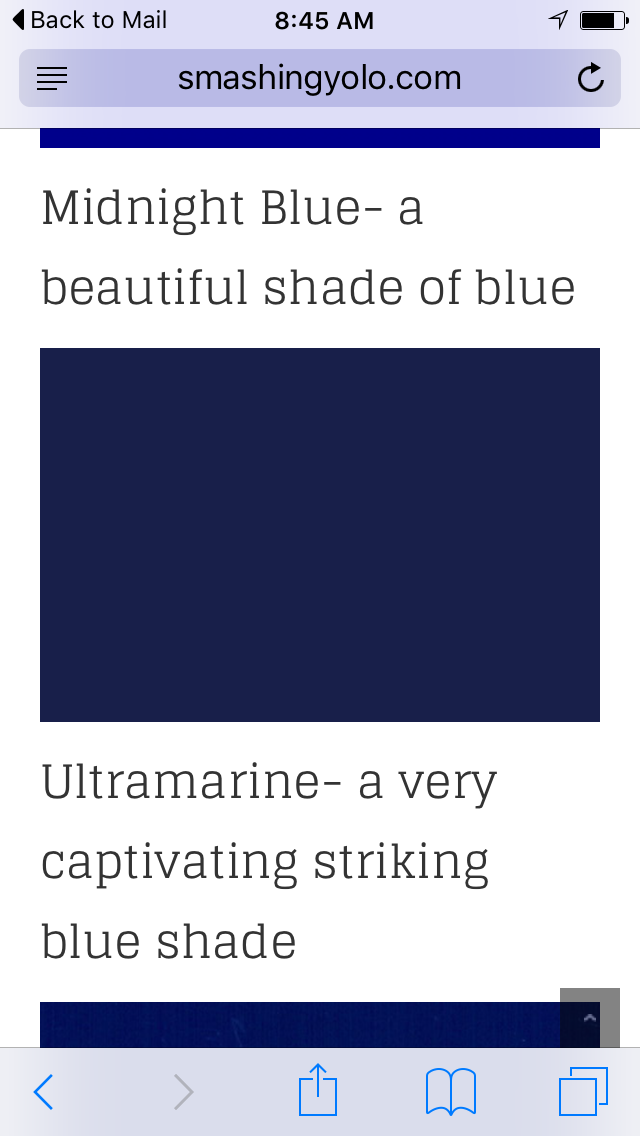 Back to Mail 8:45 AM
smashingyolo.com
Midnight Blue- a
beautiful shade of blue
Ultramarine- a very
captivating striking
blue shade